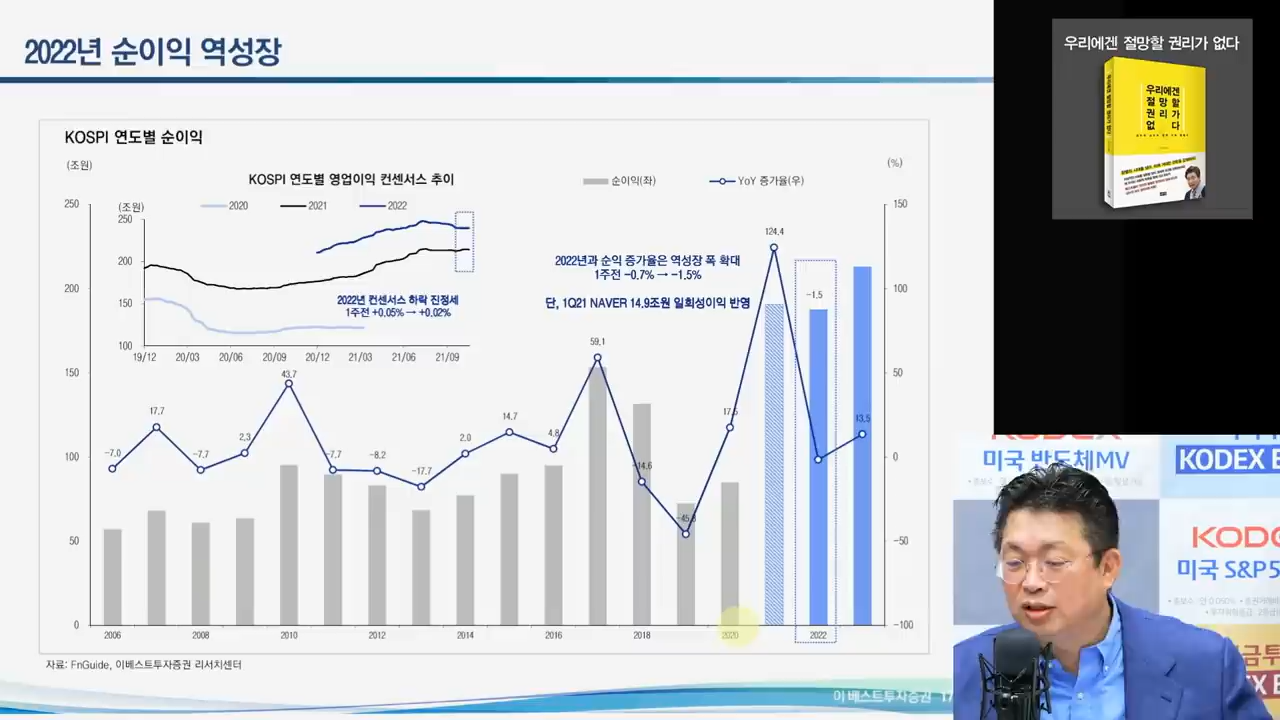 2022년 순이익 역성장
우리에겐 절망할 권리가 없다
우리에겐
절망할
권리가
없다
KOSPI 연도별 순이익
(조원)
(%)
KOSPI 연도별 영업이익 컨센서스 추이
순이익(좌)
YoY 증가율(우)
(조원)
2020
2021
2022
250
200
150
100
50
0
150
100
50
0
-50
-100
250
200
150
100
19/12
20/03
20/06
20/09
20/12
21/03
21/06
21/09
2022년 컨센서스 하락 진정세
1주전 +0.05% → +0.02%
2022년과 순익 증가율은 역성장 폭 확대
1주전 -0.7% → -1.5%
단, 1Q21 NAVER 14.9조원 일회성이익 반영
-7.0
17.7
-7.7
2.3
43.7
-7.7
-8.2
-17.7
2.0
14.7
4.8
59.1
-14.6
17.5
124.4
-1.5
13.5
2006
2008
2010
2012
2014
2016
2018
2020
2022
자료: FnGuide, 이베스트투자증권 리서치센터
이베스트투자증권 17
KODEX
미국 반도체MV
KODEX E
미국 S&P5